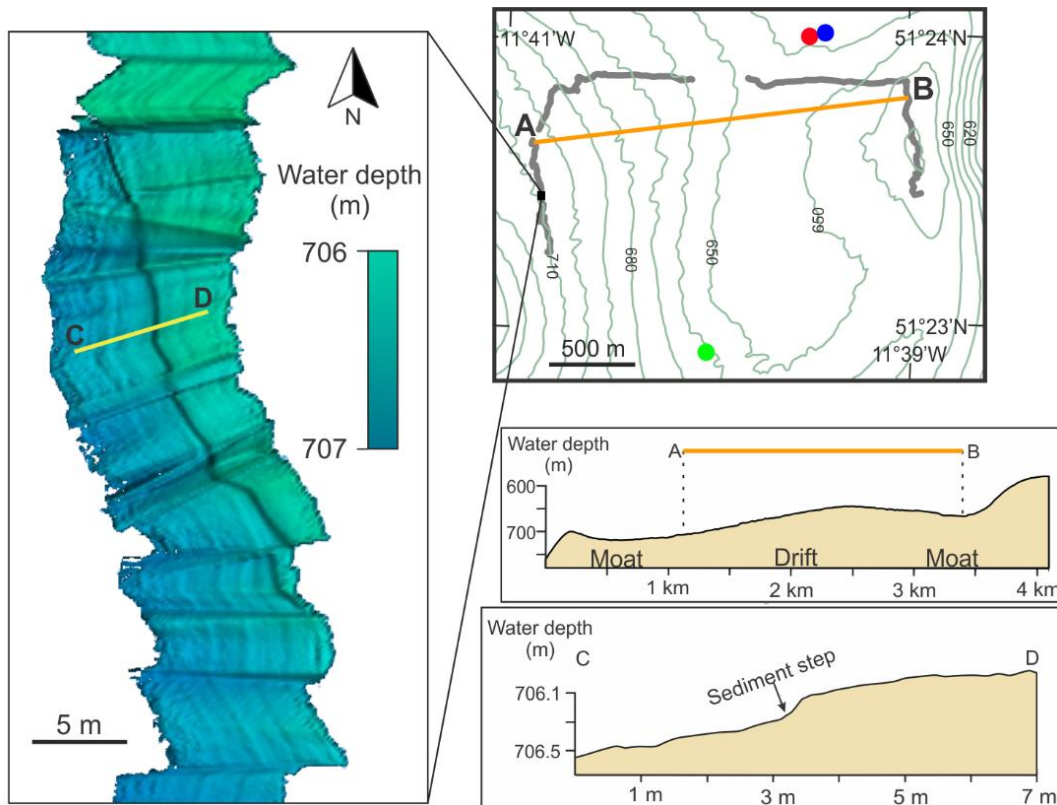 N
Water depth
(m)
706
707
C
D
5 m
11°41'W
51°24'N
A
B
650
620
710
680
650
660
51°23'N
11°39'W
500 m
Water depth
(m)
A
B
600
700
Moat
Drift
Moat
1 km
2 km
3 km
4 km
Water depth
(m)
C
D
Sediment step
706.1
706.5
1 m
3 m
5 m
7 m